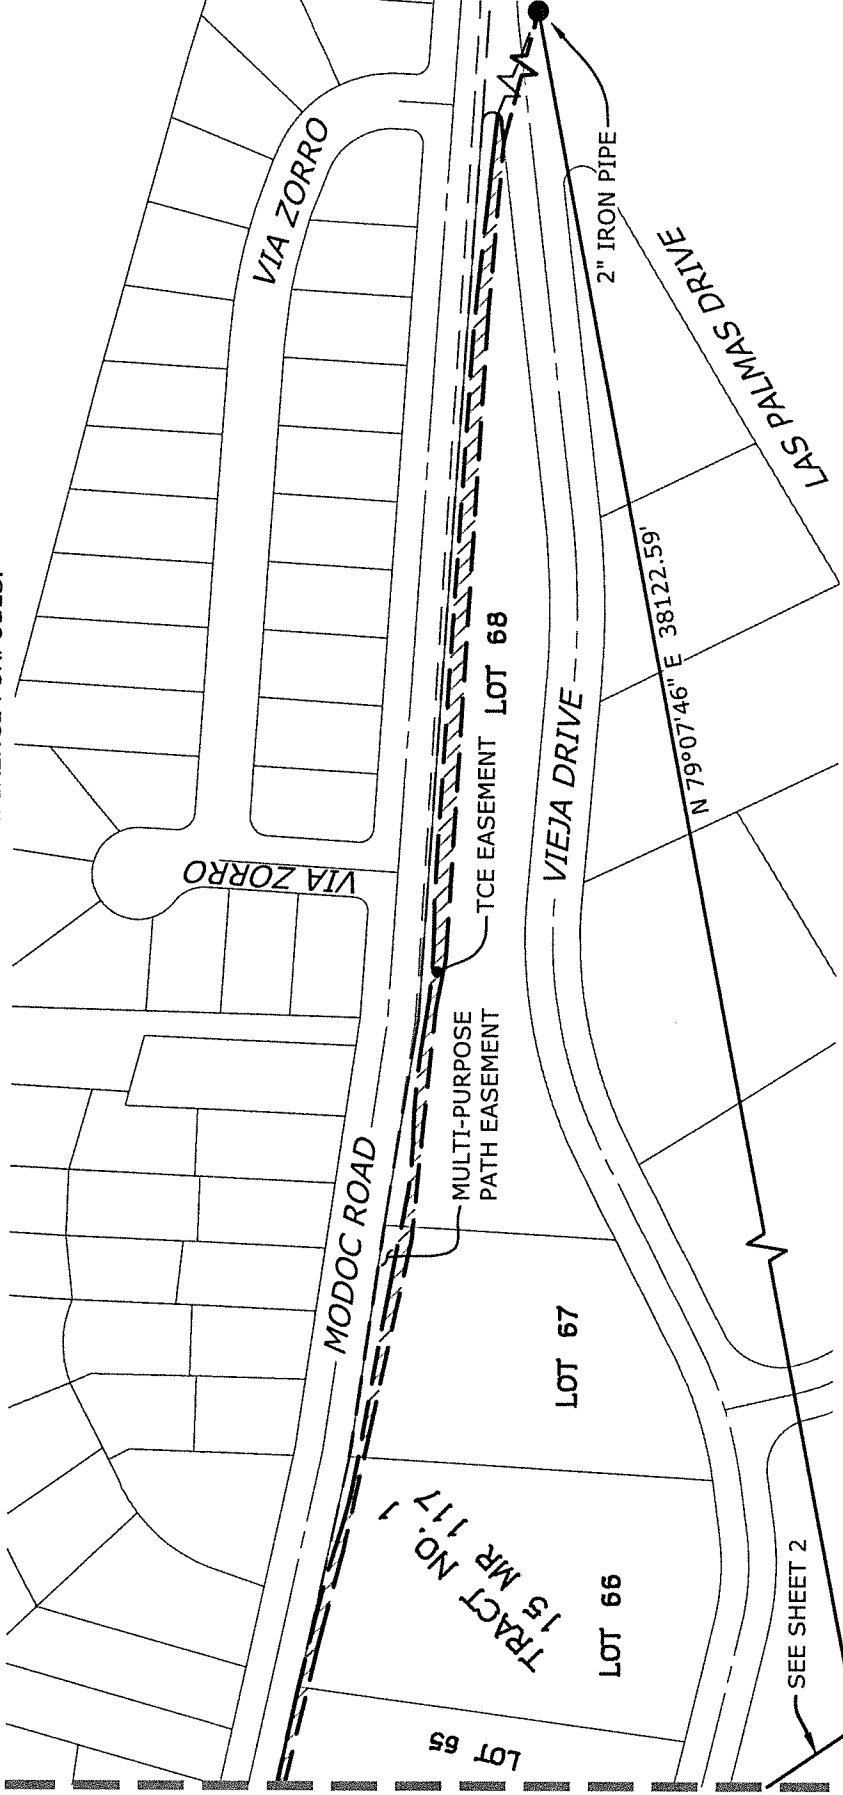 VIA ZORRO
2" IRON PIPE
LAS PALMAS DRIVE
N 79°07'46" E 38122.59'
LOT 68
TCE EASEMENT
VIEJA DRIVE
VIA ZORRO
MULTI-PURPOSE
PATH EASEMENT
MODOC ROAD
LOT 67
TRACT NO. 1
15 MR 117
LOT 66
LOT 65
SEE SHEET 2